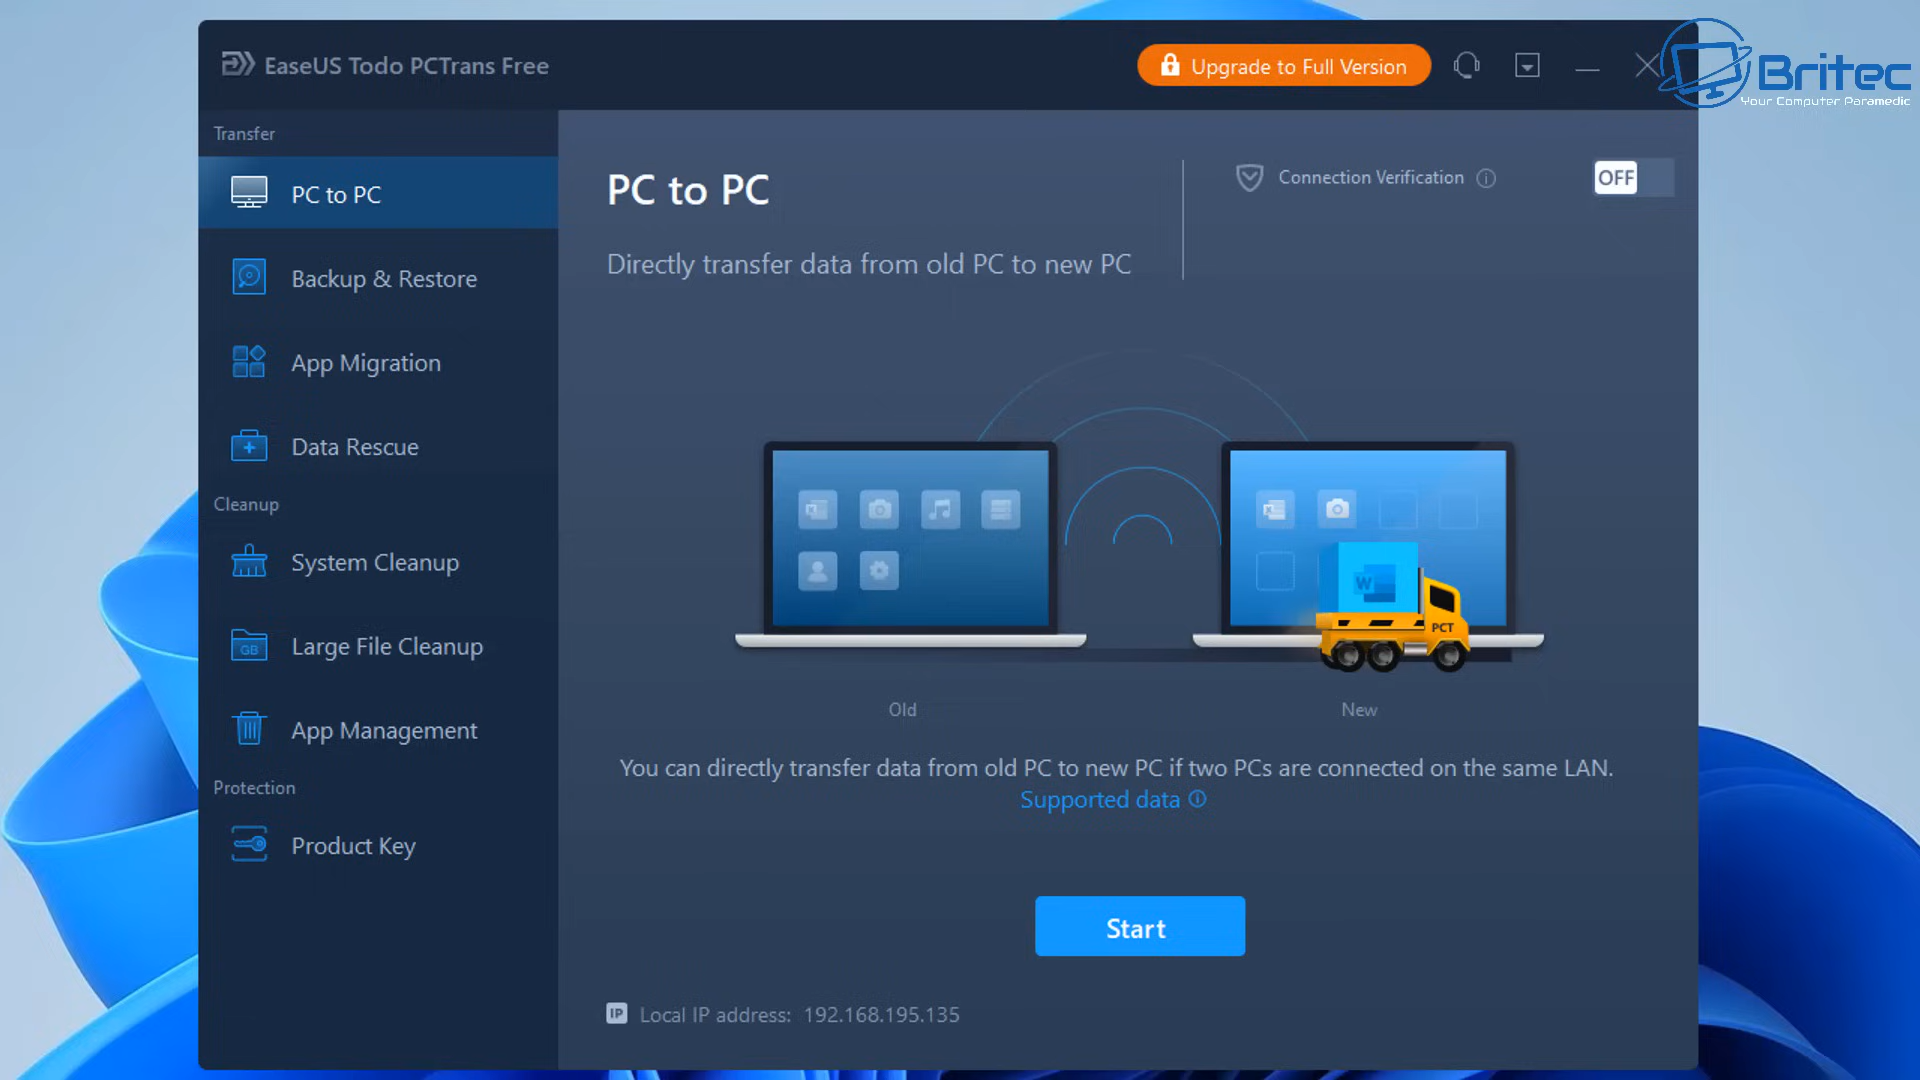 EaseUS Todo PCTrans Free
Upgrade to Full Version
Britec
Your Computer Paramedic
Transfer
PC to PC
Backup & Restore
App Migration
Data Rescue
Cleanup
System Cleanup
GB
Large File Cleanup
App Management
Protection
Product Key
PC to PC
Connection Verification
OFF
Directly transfer data from old PC to new PC
W
PCT
Old
New
You can directly transfer data from old PC to new PC if two PCs are connected on the same LAN.
Supported data
Start
IP Local IP address: 192.168.195.135